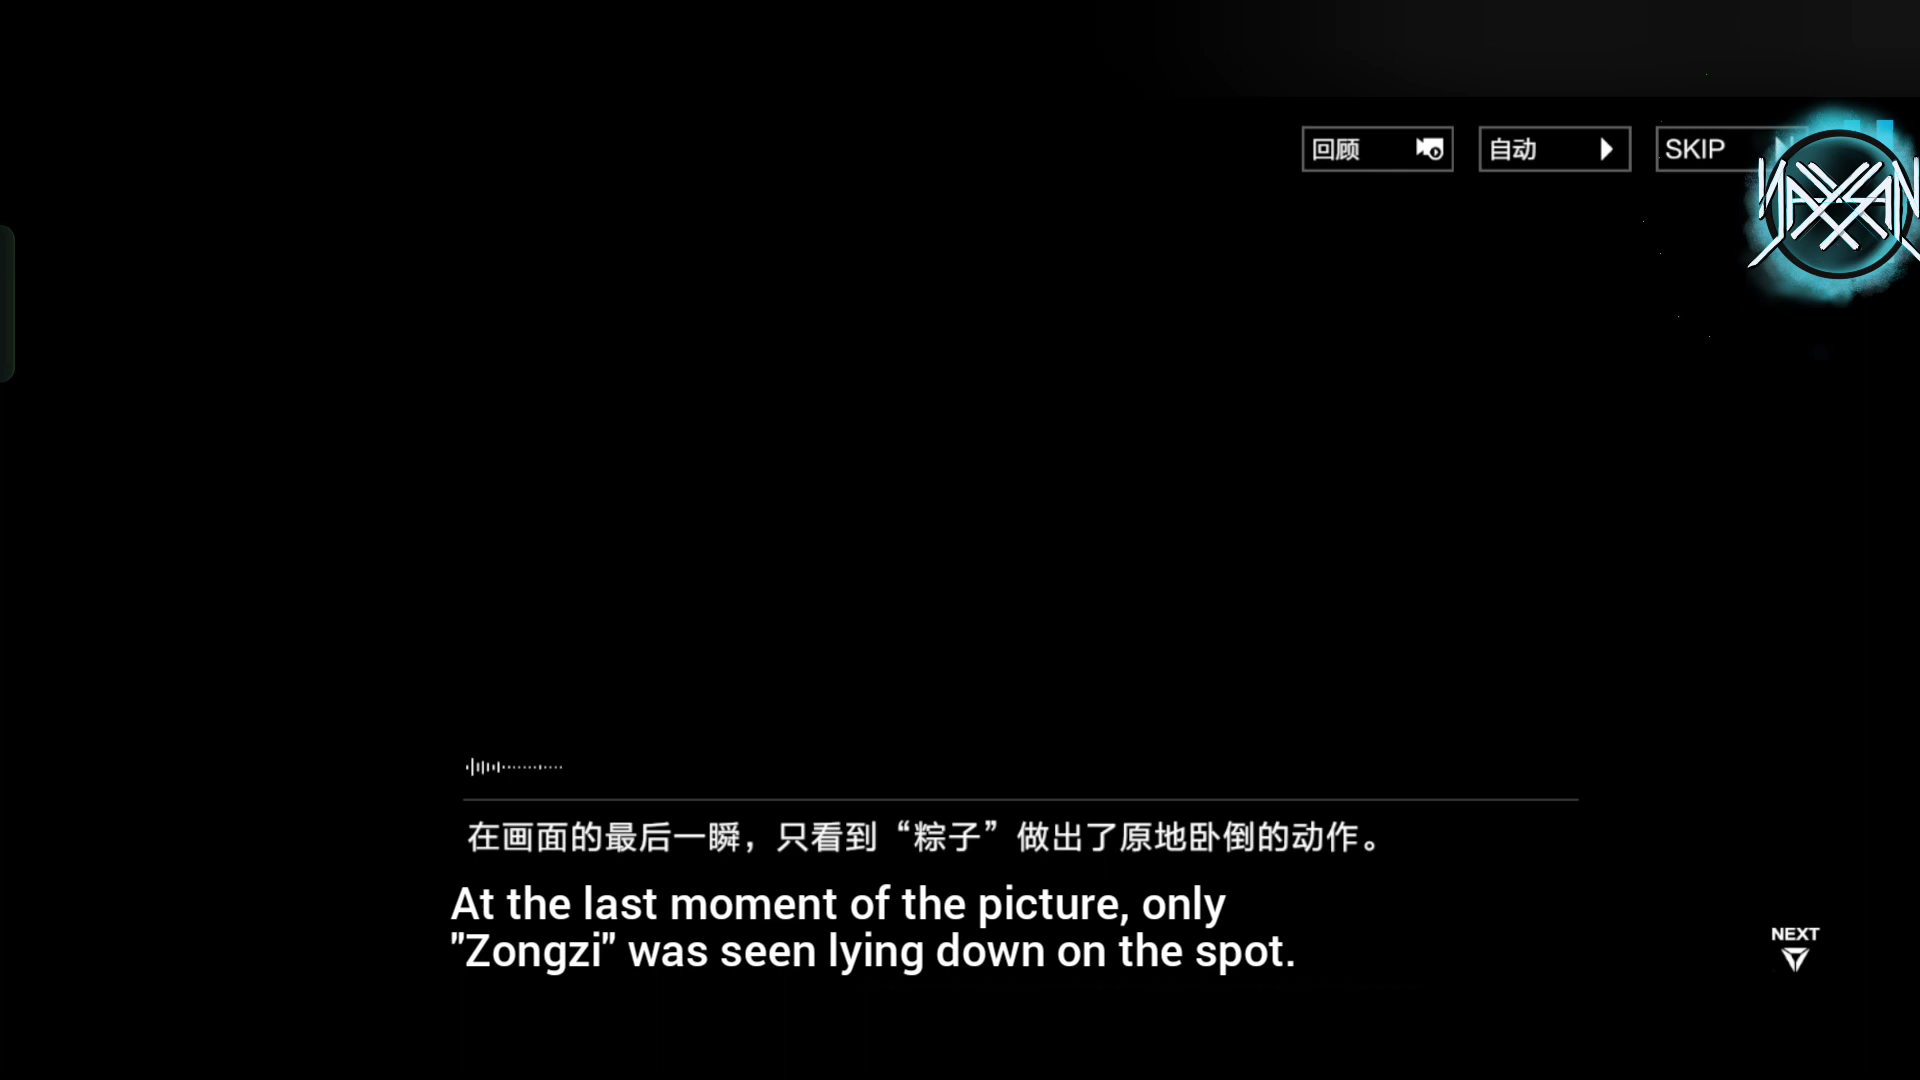 回顾
自动
SKIP
在画面的最后一瞬，只看到“粽子”做出了原地卧倒的动作。
At the last moment of the picture, only
"Zongzi" was seen lying down on the spot.
NEXT